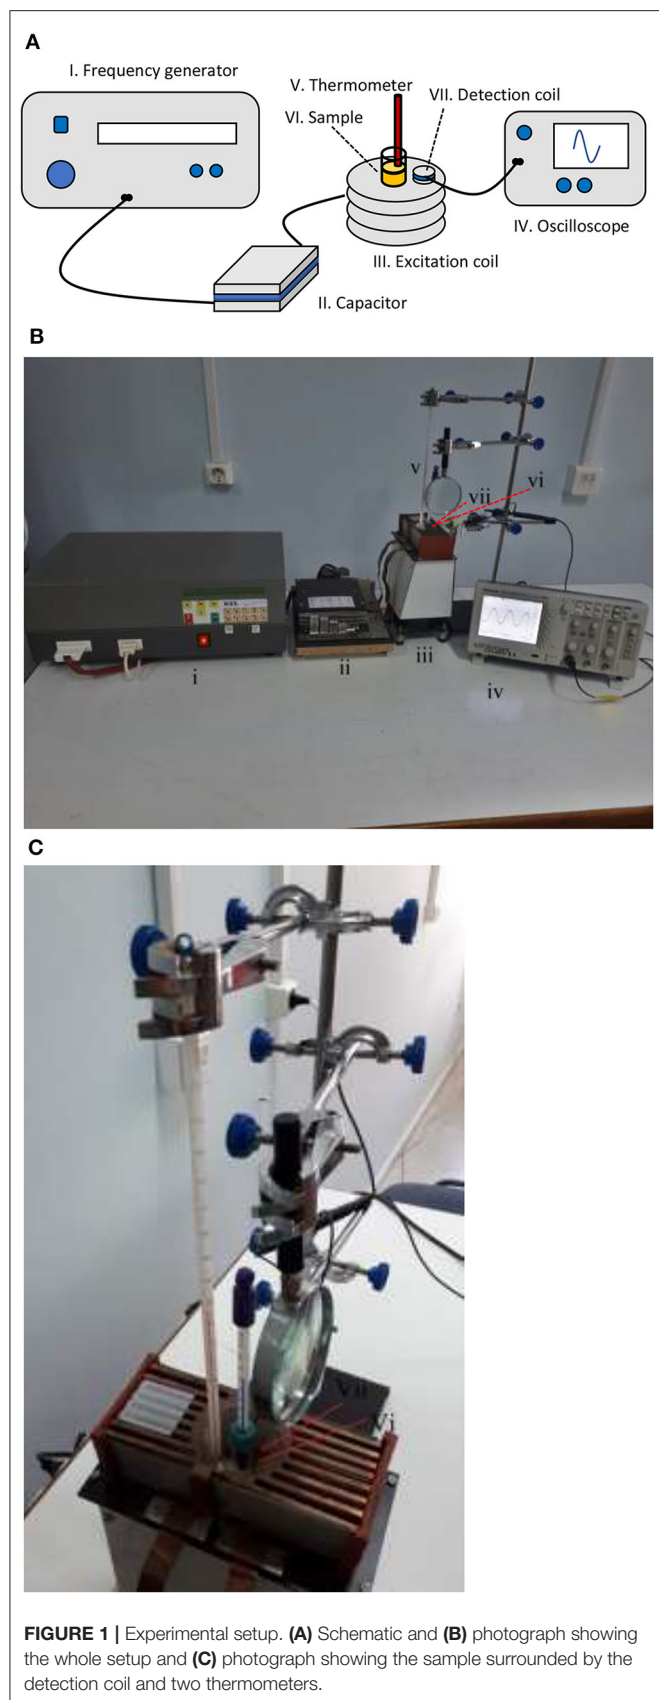 A
I. Frequency generator
V. Thermometer
VII. Detection coil
VI. Sample
IV. Oscilloscope
III. Excitation coil
II. Capacitor
B
v
vi
vii
i
ii
iii
iv
C
vii
vi
FIGURE 1 | Experimental setup. (A) Schematic and (B) photograph showing
the whole setup and (C) photograph showing the sample surrounded by the
detection coil and two thermometers.